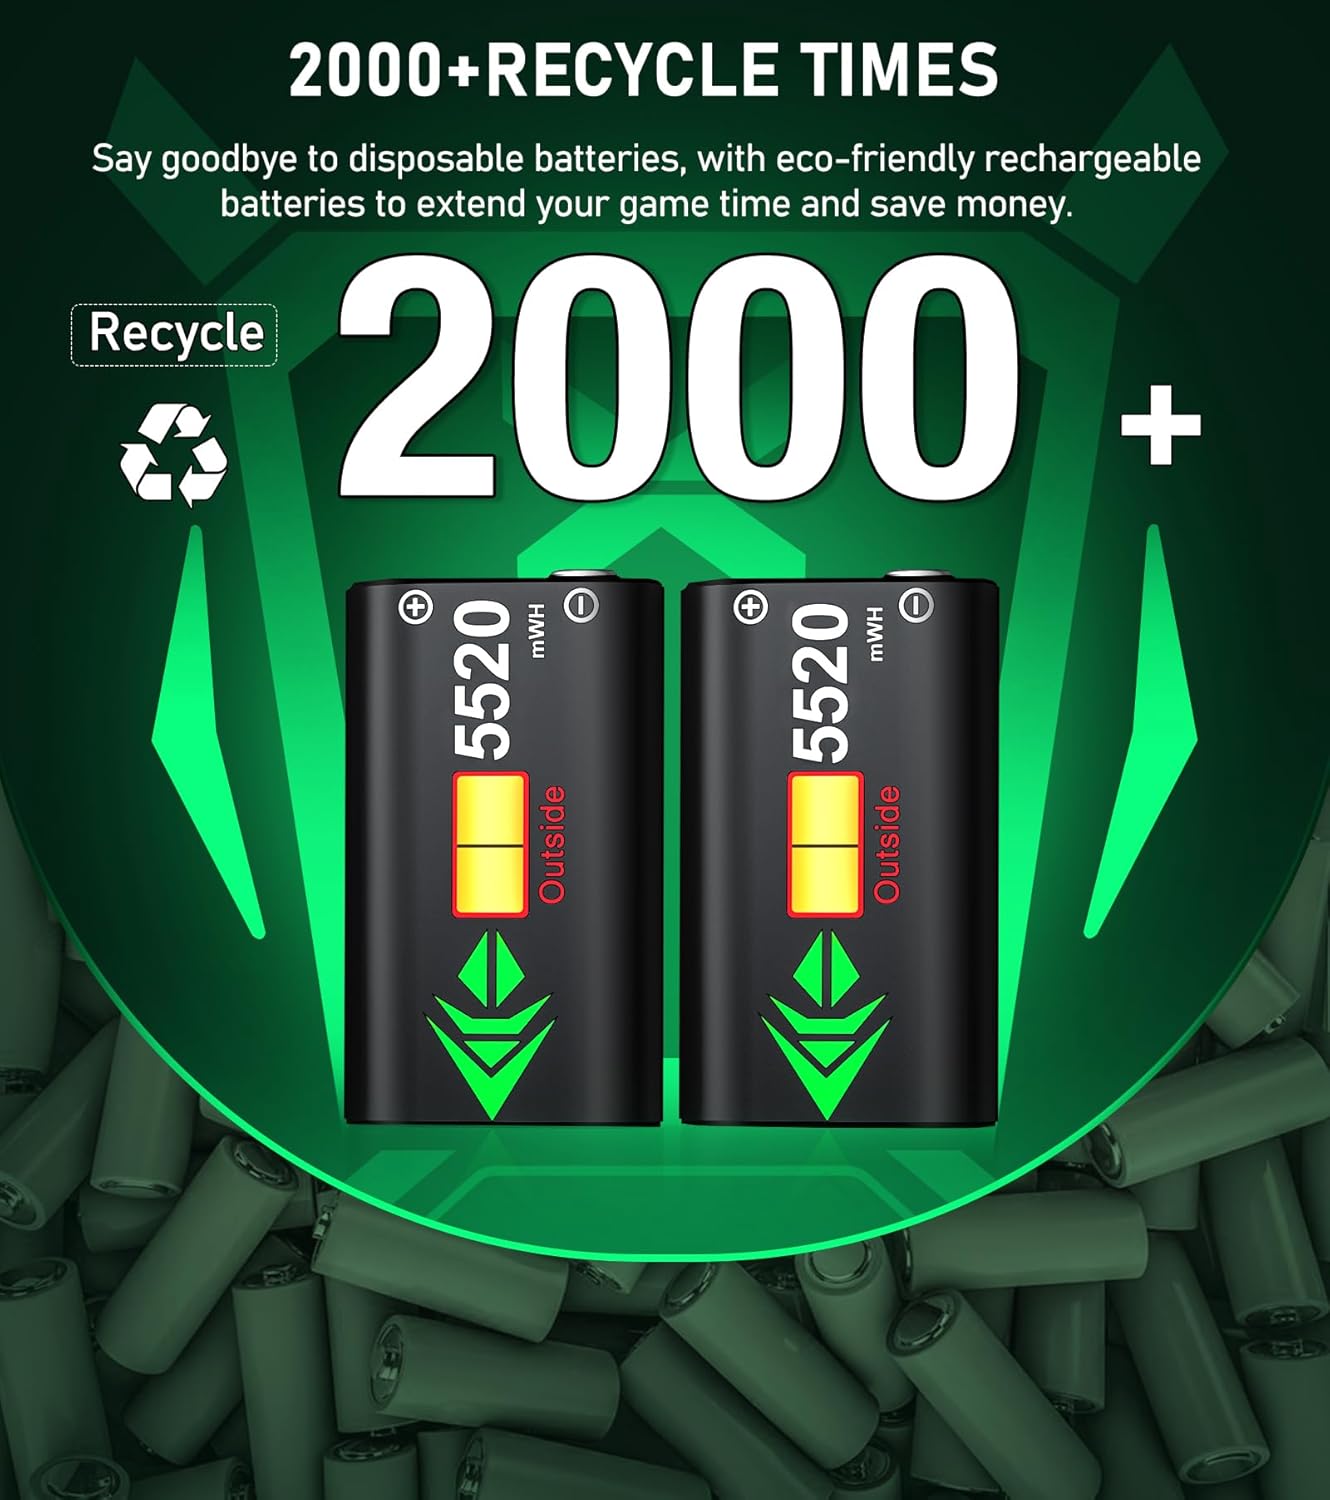 2000+RECYCLE TIMES
Say goodbye to disposable batteries, with eco-friendly rechargeable
batteries to extend your game time and save money.
Recycle
2000
+
5520
mWH
Outside
5520
mWH
Outside